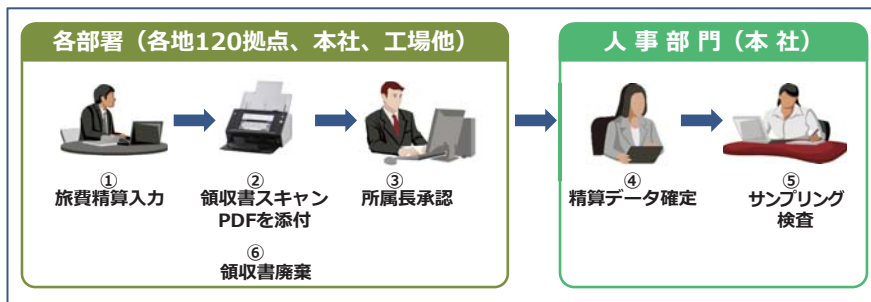 各部署（各地120拠点、本社、工場他）
人 事 部 門（本 社）
①
旅費精算入力
②
領収書スキャン
PDFを添付
③
所属長承認
④
精算データ確定
⑤
サンプリング
検査
⑥
領収書廃棄